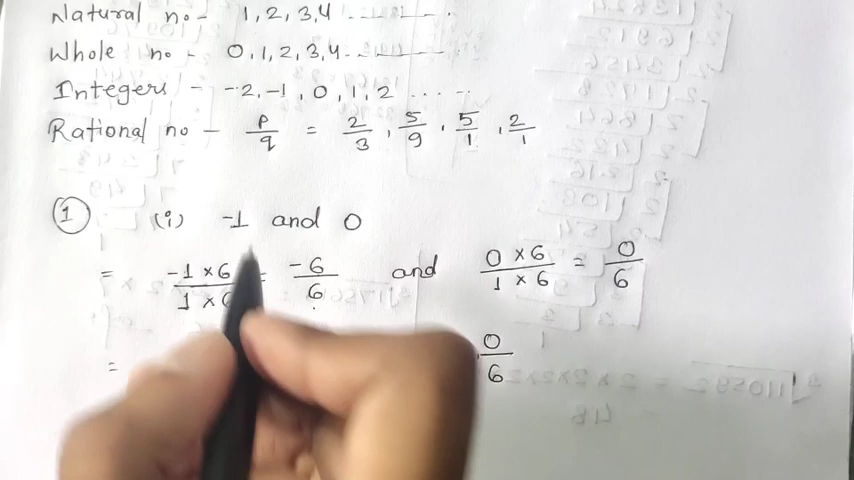 Natural no - 1, 2, 3, 4 .........
Whole no - 0, 1, 2, 3, 4 .........
Integers - --2, -1, 0, 1, 2 ......
Rational no - p/q = 2/3, 5/9, 5/1, 2/1
① (i) -1 and 0
= -1 × 6 / 1 × 6 = -6/6 and 0 × 6 / 1 × 6 = 0/6
= 0/6